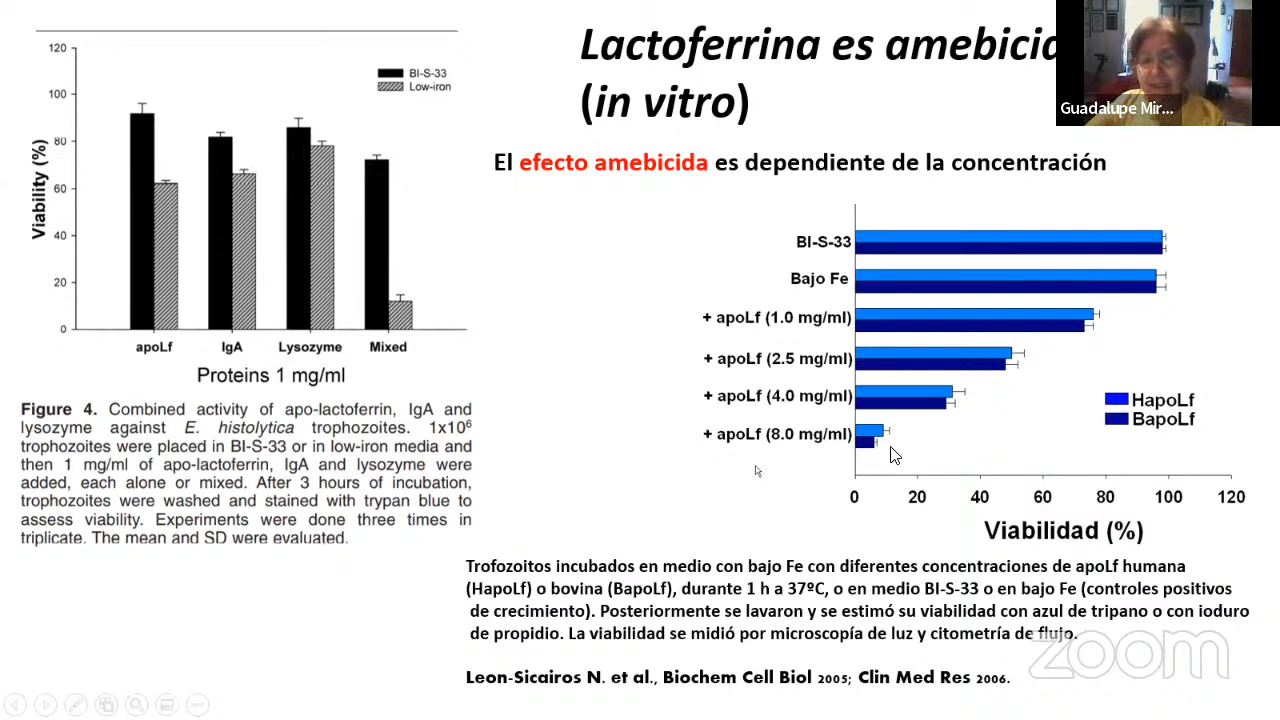 Lactoferrina es amebicid
(in vitro)
Guadalupe Mir...
El efecto amebicida es dependiente de la concentración
120
100
80
60
40
20
0
Viability (%)
BI-S-33
Low-iron
apoLf IgA Lysozyme Mixed
Proteins 1 mg/ml
Figure 4. Combined activity of apo-lactoferrin, IgA and
lysozyme against E. histolytica trophozoites. 1x10⁶
trophozoites were placed in BI-S-33 or in low-iron media and
then 1 mg/ml of apo-lactoferrin, IgA and lysozyme were
added, each alone or mixed. After 3 hours of incubation,
trophozoites were washed and stained with trypan blue to
assess viability. Experiments were done three times in
triplicate. The mean and SD were evaluated.
BI-S-33
Bajo Fe
+ apoLf (1.0 mg/ml)
+ apoLf (2.5 mg/ml)
+ apoLf (4.0 mg/ml)
+ apoLf (8.0 mg/ml)
HapoLf
BapoLf
0 20 40 60 80 100 120
Viabilidad (%)
Trofozoitos incubados en medio con bajo Fe con diferentes concentraciones de apoLf humana
(HapoLf) o bovina (BapoLf), durante 1 h a 37ºC, o en medio BI-S-33 o en bajo Fe (controles positivos
de crecimiento). Posteriormente se lavaron y se estimó su viabilidad con azul de tripano o con ioduro
de propidio. La viabilidad se midió por microscopía de luz y citometría de flujo.
zoom
Leon-Sicairos N. et al., Biochem Cell Biol 2005; Clin Med Res 2006.